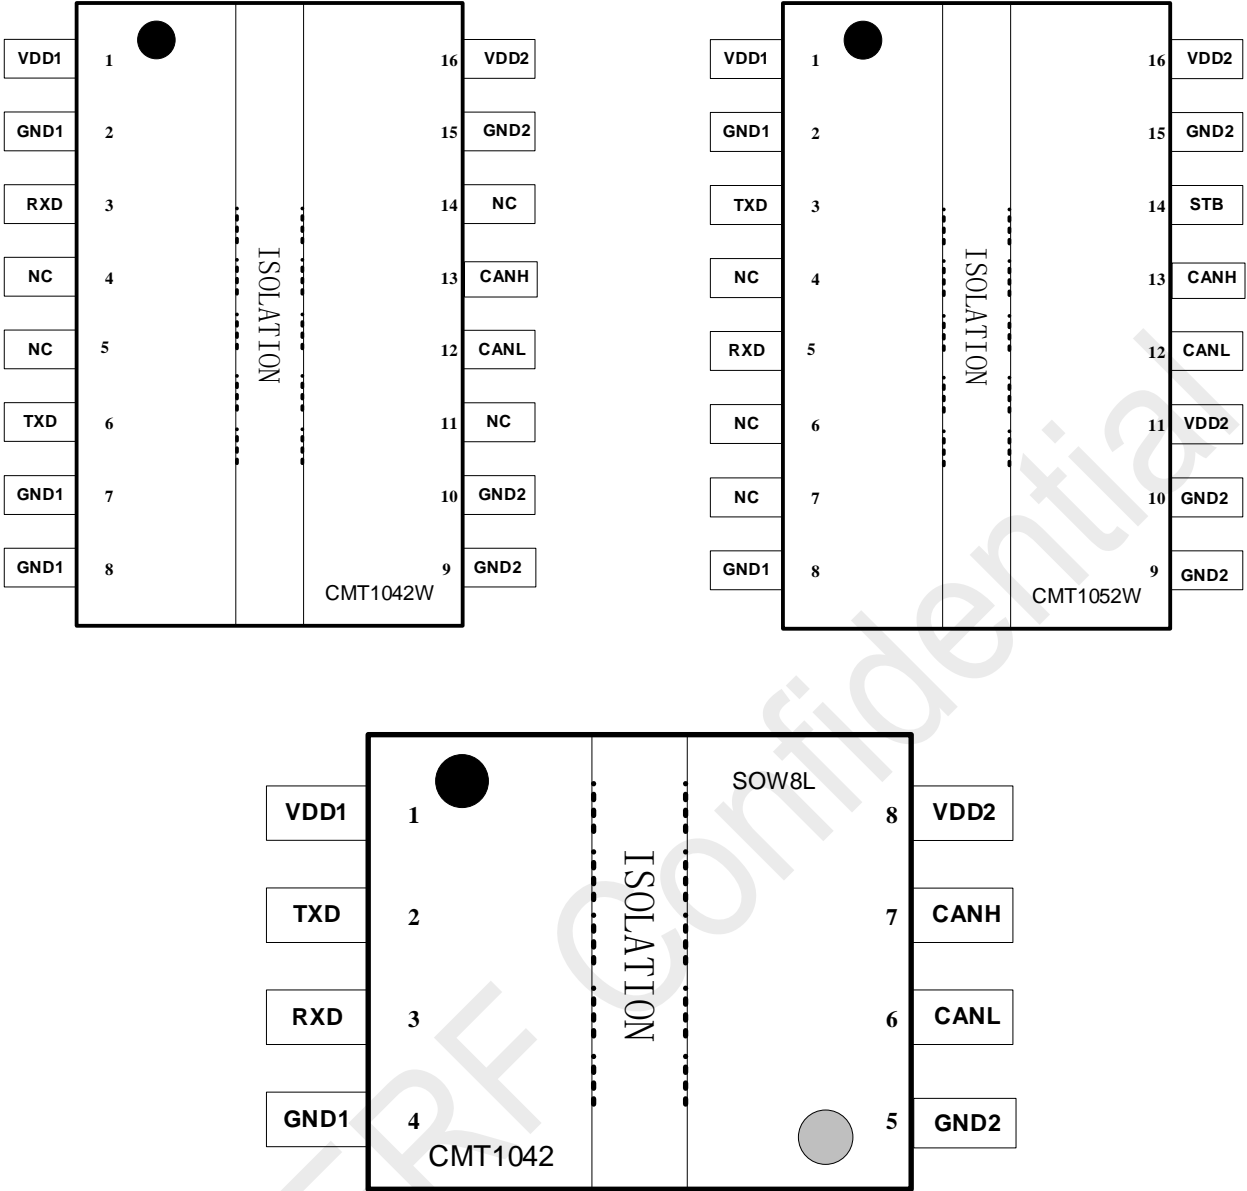 VDD1 1 16 VDD2
GND1 2 15 GND2
RXD 3 14 NC
NC 4 13 CANH
NC 5 12 CANL
TXD 6 11 NC
GND1 7 10 GND2
GND1 8 9 GND2
ISOLATION
CMT1042W
VDD1 1 16 VDD2
GND1 2 15 GND2
TXD 3 14 STB
NC 4 13 CANH
RXD 5 12 CANL
NC 6 11 VDD2
NC 7 10 GND2
GND1 8 9 GND2
ISOLATION
CMT1052W
SOW8L
VDD1 1 8 VDD2
TXD 2 7 CANH
RXD 3 6 CANL
GND1 4 5 GND2
ISOLATION
CMT1042
Confidential